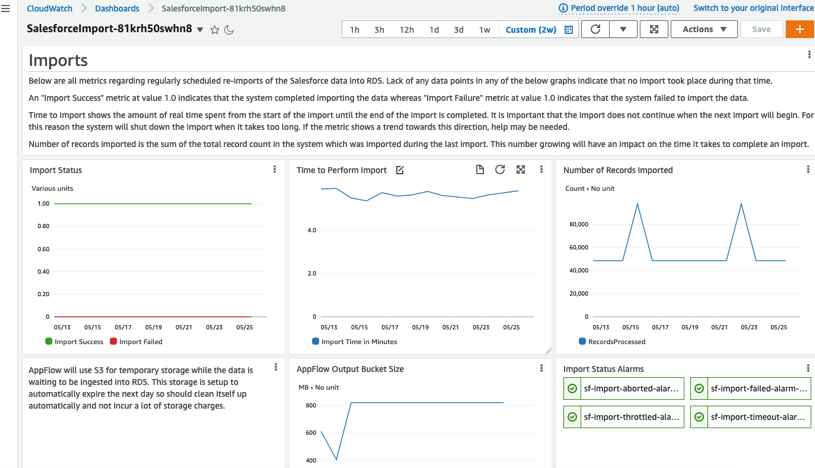 CloudWatch > Dashboards > SalesforceImport-81krh50swhn8
Period override 1 hour (auto) Switch to your original interface
SalesforceImport-81krh50swhn8
1h 3h 12h 1d 3d 1w Custom (2w) Actions Save
Imports
Below are all metrics regarding regularly scheduled re-imports of the Salesforce data into RDS. Lack of any data points in any of the below graphs indicate that no import took place during that time.
An "Import Success" metric at value 1.0 indicates that the system completed importing the data whereas "Import Failure" metric at value 1.0 indicates that the system failed to import the data.
Time to import shows the amount of real time spent from the start of the import until the end of the import is completed. It is important that the import does not continue when the next import will begin. For
this reason the system will shut down the import when it takes too long. If the metric shows a trend towards this direction, help may be needed.
Number of records imported is the sum of the total record count in the system which was imported during the last import. This number growing will have an impact on the time it takes to complete an import.
Import Status
Various units
1.00
0.80
0.60
0.40
0.20
0
05/13 05/15 05/17 05/19 05/21 05/23 05/25
Import Success Import Failed
Time to Perform Import
4.0
2.0
0
05/13 05/15 05/17 05/19 05/21 05/23 05/25
Import Time in Minutes
Number of Records Imported
Count • No unit
80,000
60,000
40,000
20,000
0
05/13 05/15 05/17 05/19 05/21 05/23 05/25
RecordsProcessed
AppFlow will use S3 for temporary storage while the data is
waiting to be ingested into RDS. This storage is setup to
automatically expire the next day so should clean itself up
automatically and not incur a lot of storage charges.
AppFlow Output Bucket Size
MB • No unit
800
600
400
Import Status Alarms
sf-import-aborted-alar... sf-import-failed-alarm-...
sf-import-throttled-ala... sf-import-timeout-alar...